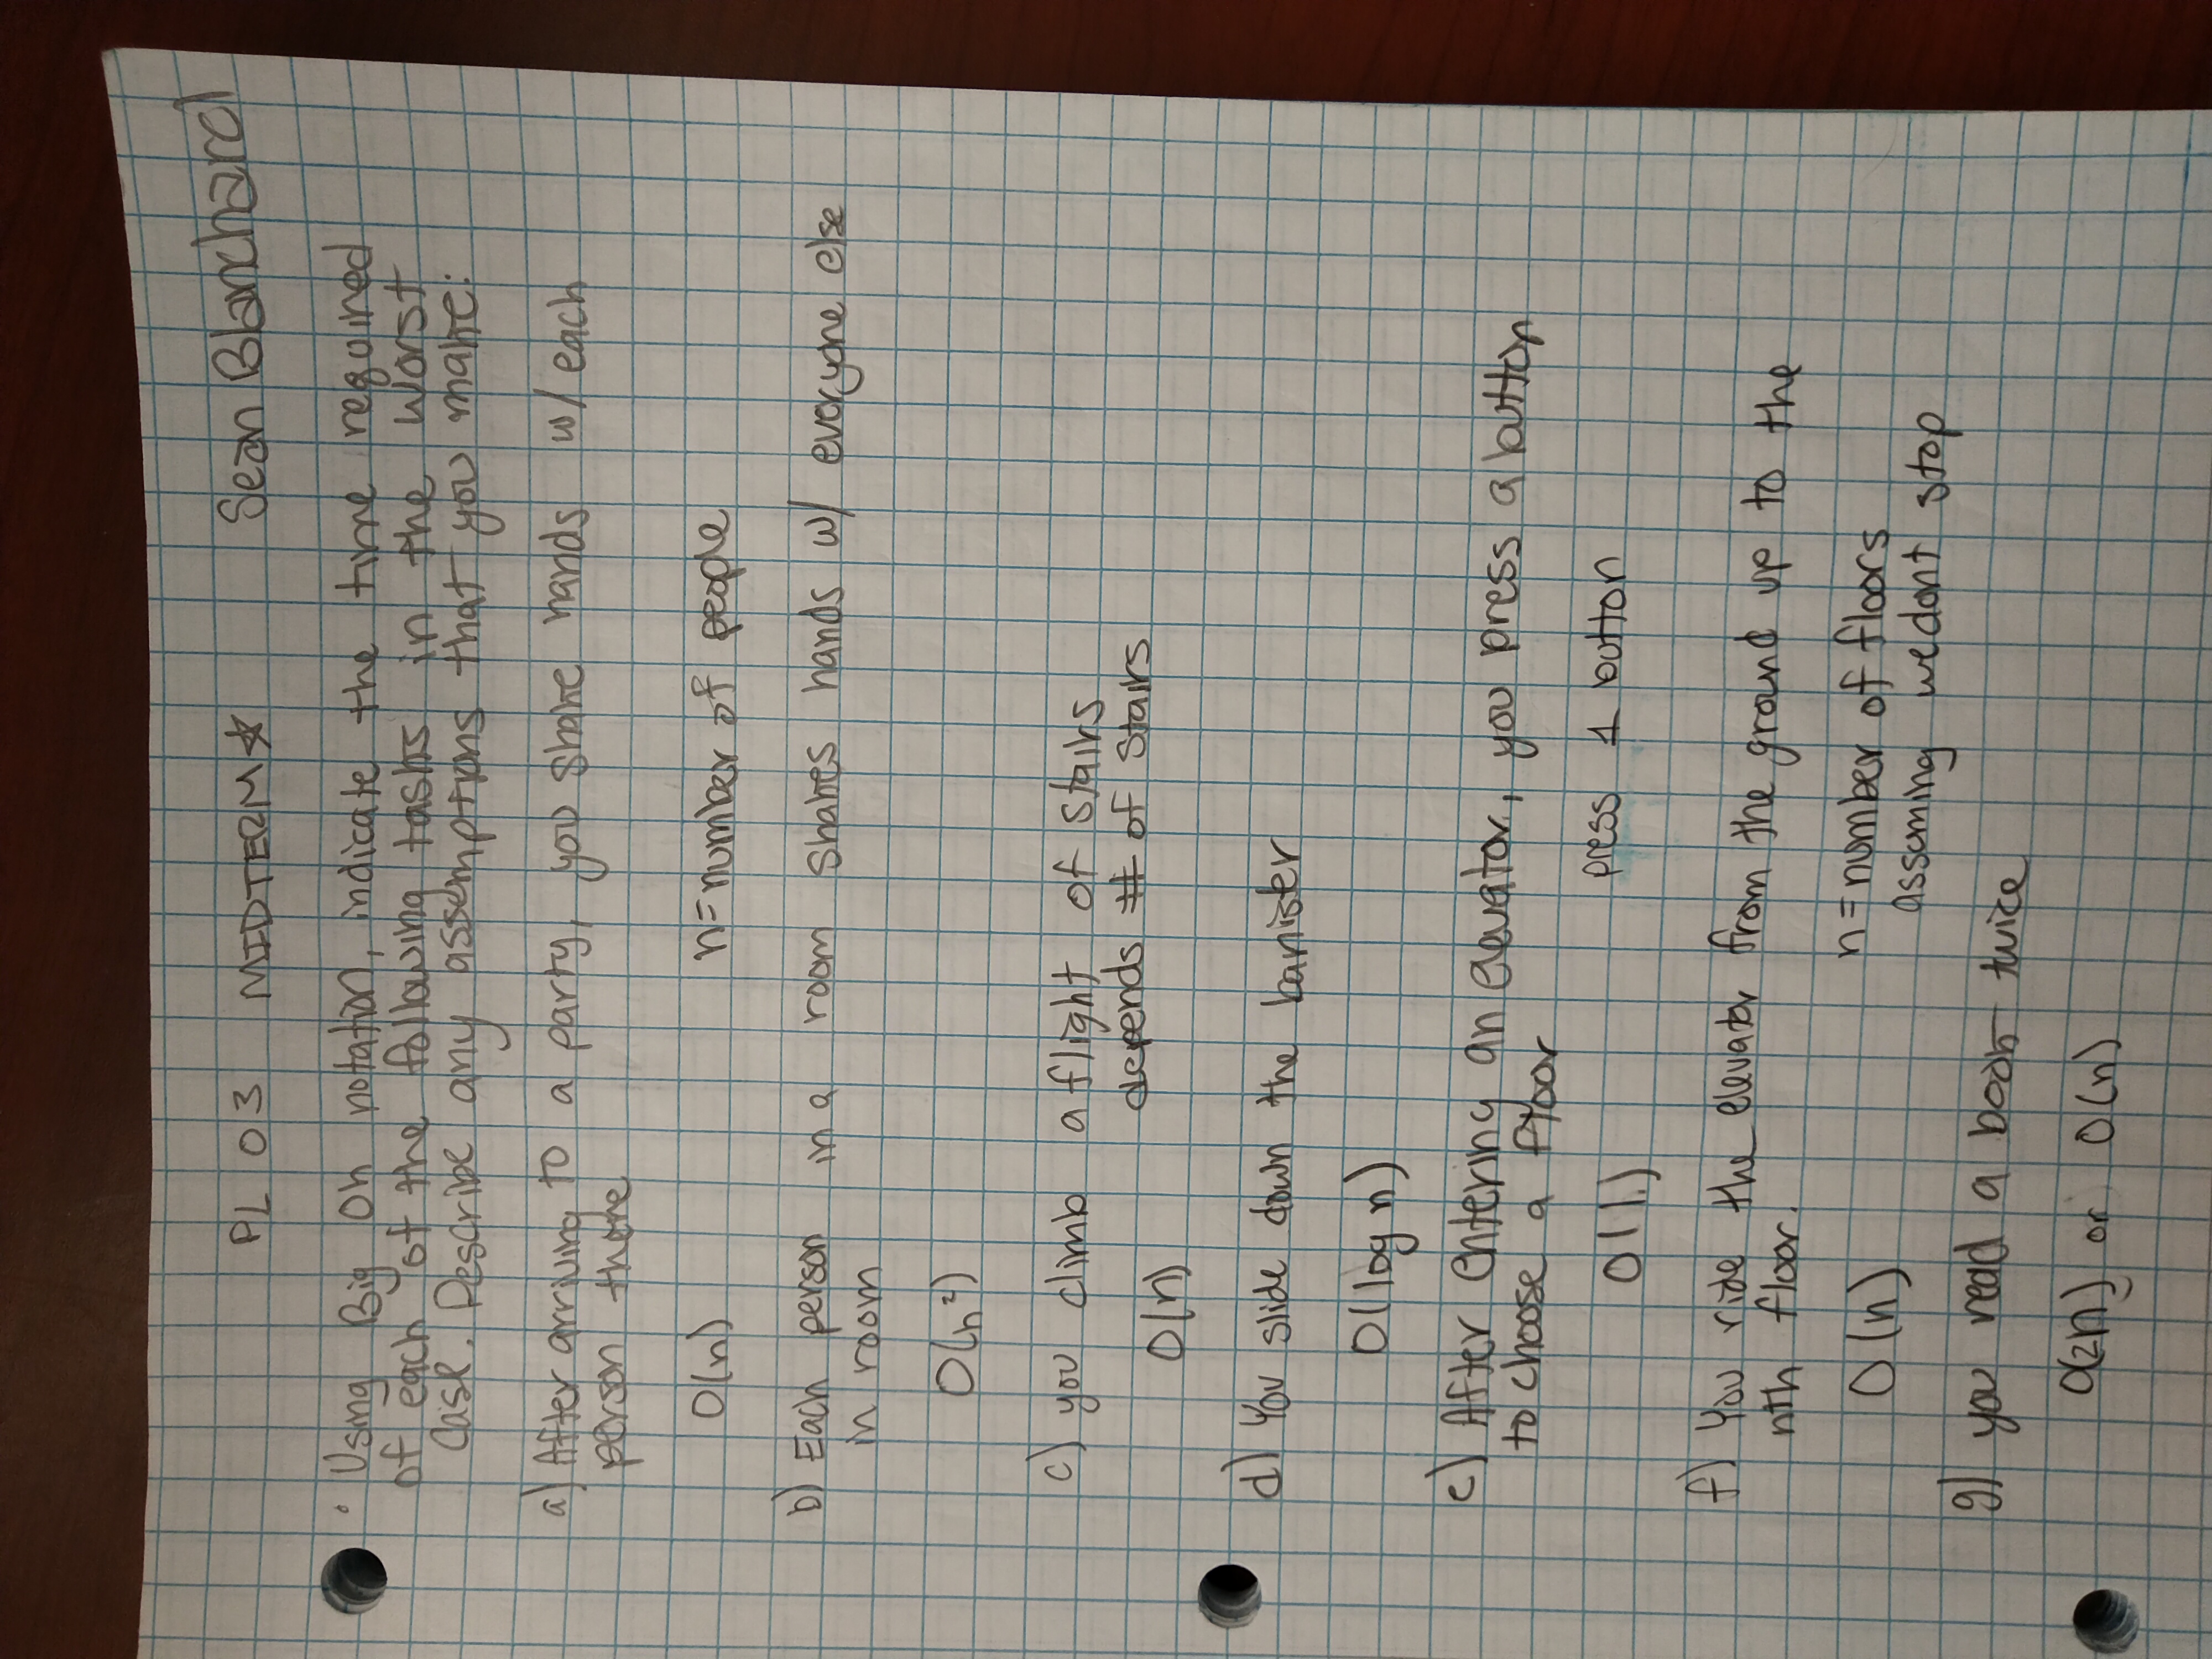 PL 03 MIDTERM☆ Sean Blanchard
• Using Big Oh notation, indicate the time required
of each of the following tasks in the worst
case. Describe any assemptions that you make:
a) After arriving to a party, you shake hands w/ each
person there
O(n) n=number of people
b) Each person in a room shakes hands w/ everyone else
in room
O(n²)
c) you climb a flight of stairs
depends # of stairs
O(n)
d) You slide down the banister
O(log n)
e) After entering an elevator, you press a button
to choose a floor
press 1 button
O(1)
f) You ride the elevator from the ground up to the
nth floor.
O(n) n=number of floors
assuming we dont stop
g) you read a book twice
O(2n) or O(n)